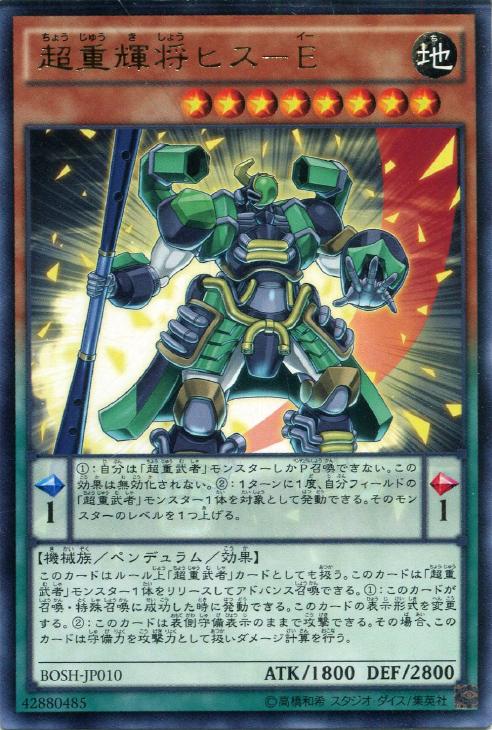 超重輝将ヒス－E
地
①：自分は「超重武者」モンスターしかP召喚できない。この
効果は無効化されない。②：1ターンに1度、自分フィールドの
「超重武者」モンスター1体を対象として発動できる。そのモン
スターのレベルを1つ上げる。
1
1
【機械族／ペンデュラム／効果】
このカードはルール上「超重武者」カードとしても扱う。このカードは「超重
武者」モンスター1体をリリースしてアドバンス召喚できる。①：このカードが
召喚・特殊召喚に成功した時に発動できる。このカードの表示形式を変更
する。②：このカードは表側守備表示のままで攻撃できる。その場合、この
カードは守備力を攻撃力として扱いダメージ計算を行う。
BOSH-JP010
ATK/1800 DEF/2800
42880485
©高橋和希 スタジオ・ダイス/集英社